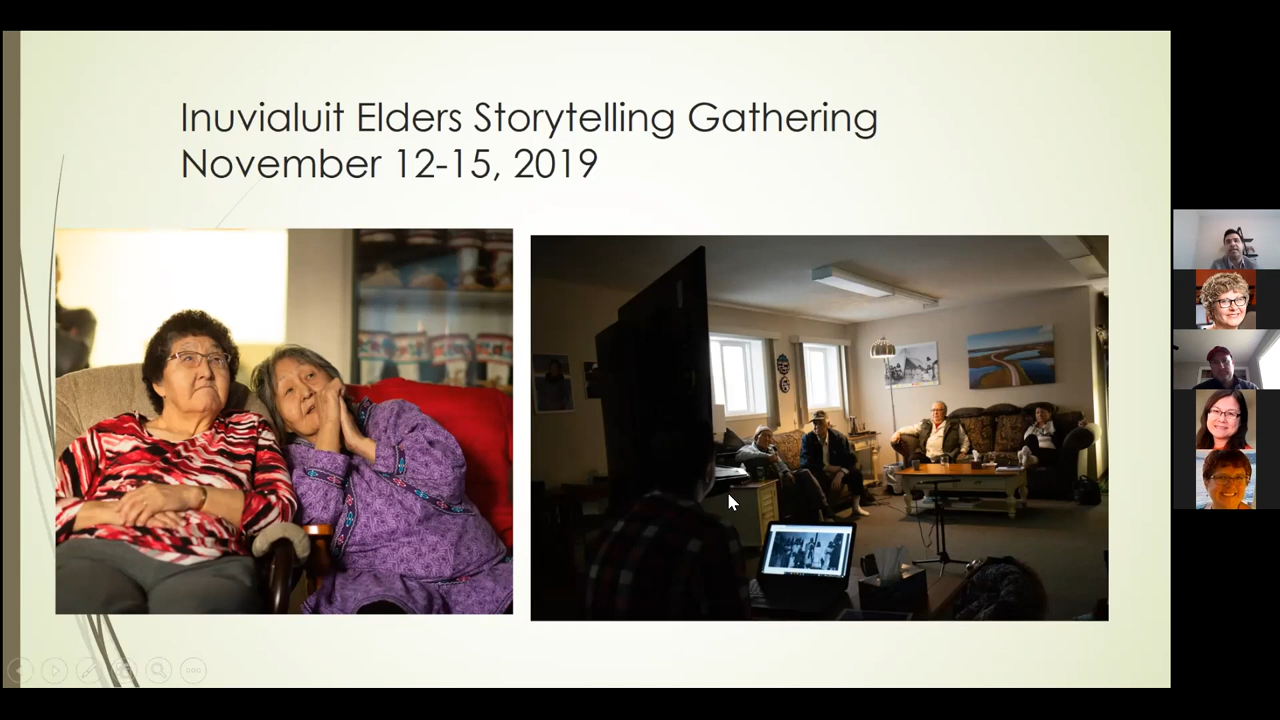 Inuvialuit Elders Storytelling Gathering
November 12-15, 2019